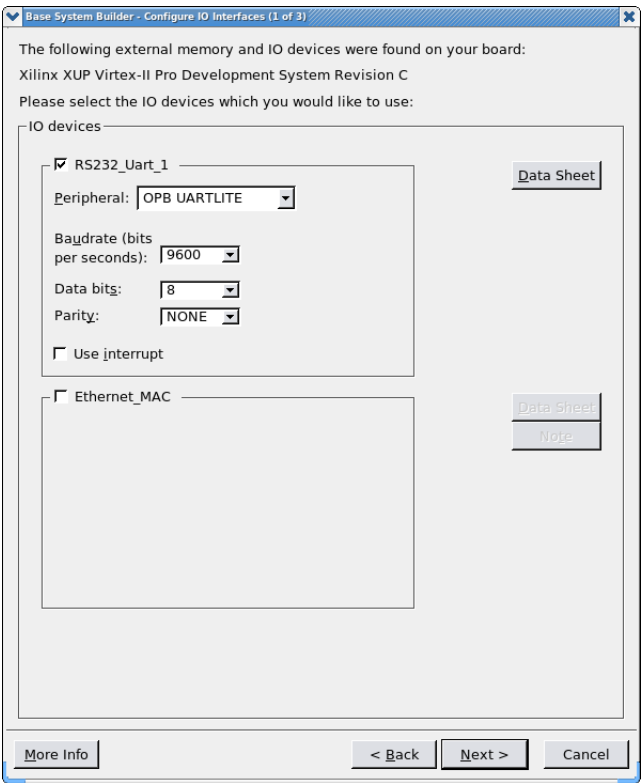 Base System Builder - Configure IO Interfaces (1 of 3)
The following external memory and IO devices were found on your board:
Xilinx XUP Virtex-II Pro Development System Revision C
Please select the IO devices which you would like to use:
IO devices
RS232_Uart_1
Data Sheet
Peripheral: OPB UARTLITE
Baudrate (bits
per seconds): 9600
Data bits: 8
Parity: NONE
Use interrupt
Ethernet_MAC
Data Sheet
Note
More Info < Back Next > Cancel